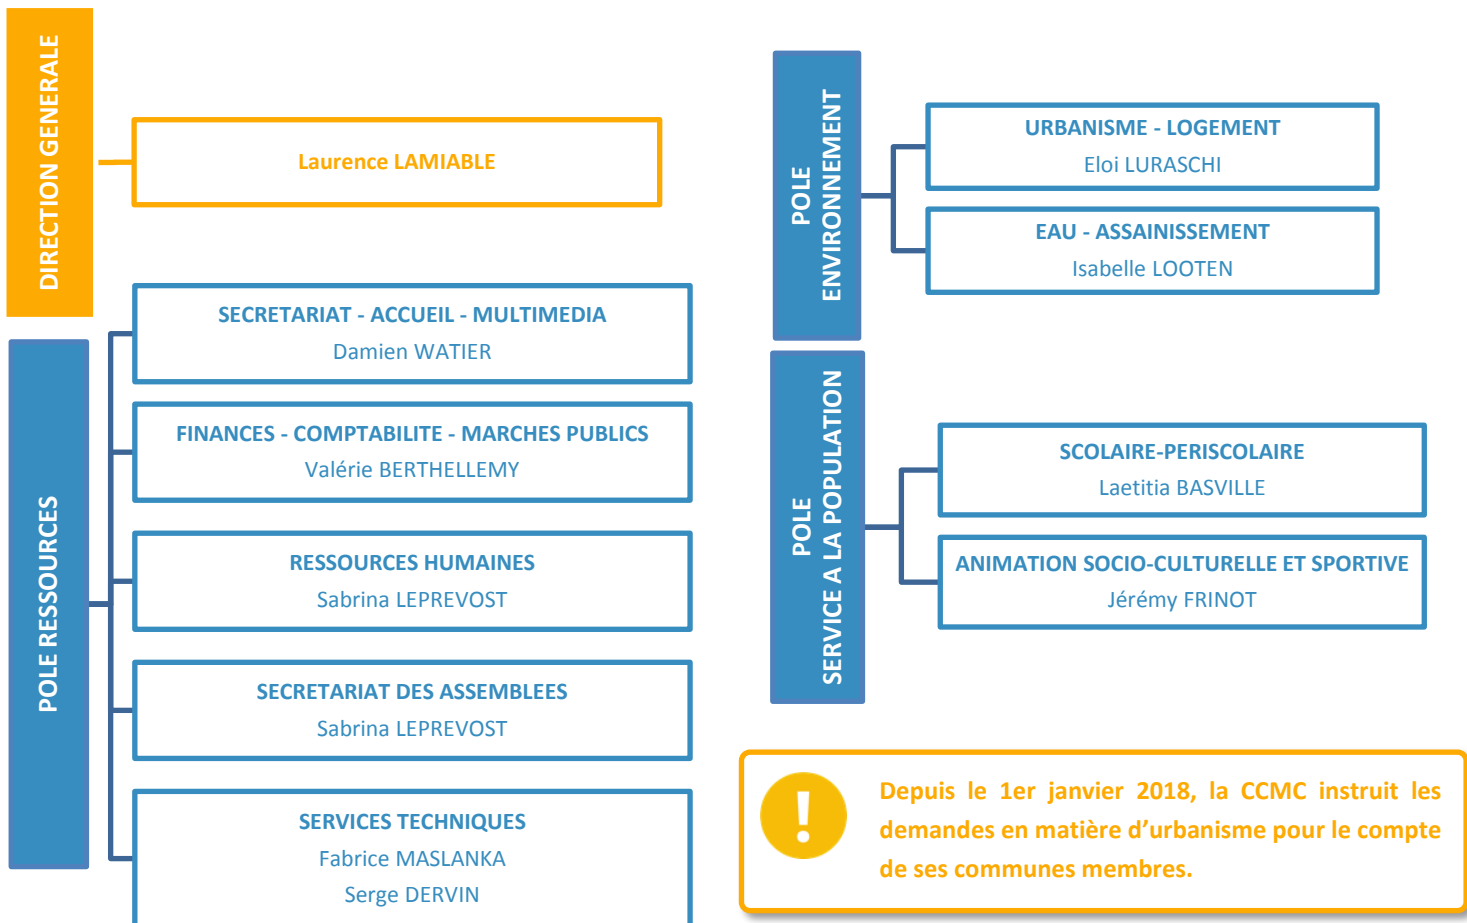 DIRECTION GENERALE
Laurence LAMIABLE
POLE RESSOURCES
SECRETARIAT - ACCUEIL - MULTIMEDIA
Damien WATIER
FINANCES - COMPTABILITE - MARCHES PUBLICS
Valérie BERTHELLEMY
RESSOURCES HUMAINES
Sabrina LEPREVOST
SECRETARIAT DES ASSEMBLEES
Sabrina LEPREVOST
SERVICES TECHNIQUES
Fabrice MASLANKA
Serge DERVIN
POLE
ENVIRONNEMENT
URBANISME - LOGEMENT
Eloi LURASCHI
EAU - ASSAINISSEMENT
Isabelle LOOTEN
POLE
SERVICE A LA POPULATION
SCOLAIRE-PERISCOLAIRE
Laetitia BASVILLE
ANIMATION SOCIO-CULTURELLE ET SPORTIVE
Jérémy FRINOT
!
Depuis le 1er janvier 2018, la CCMC instruit les
demandes en matière d’urbanisme pour le compte
de ses communes membres.